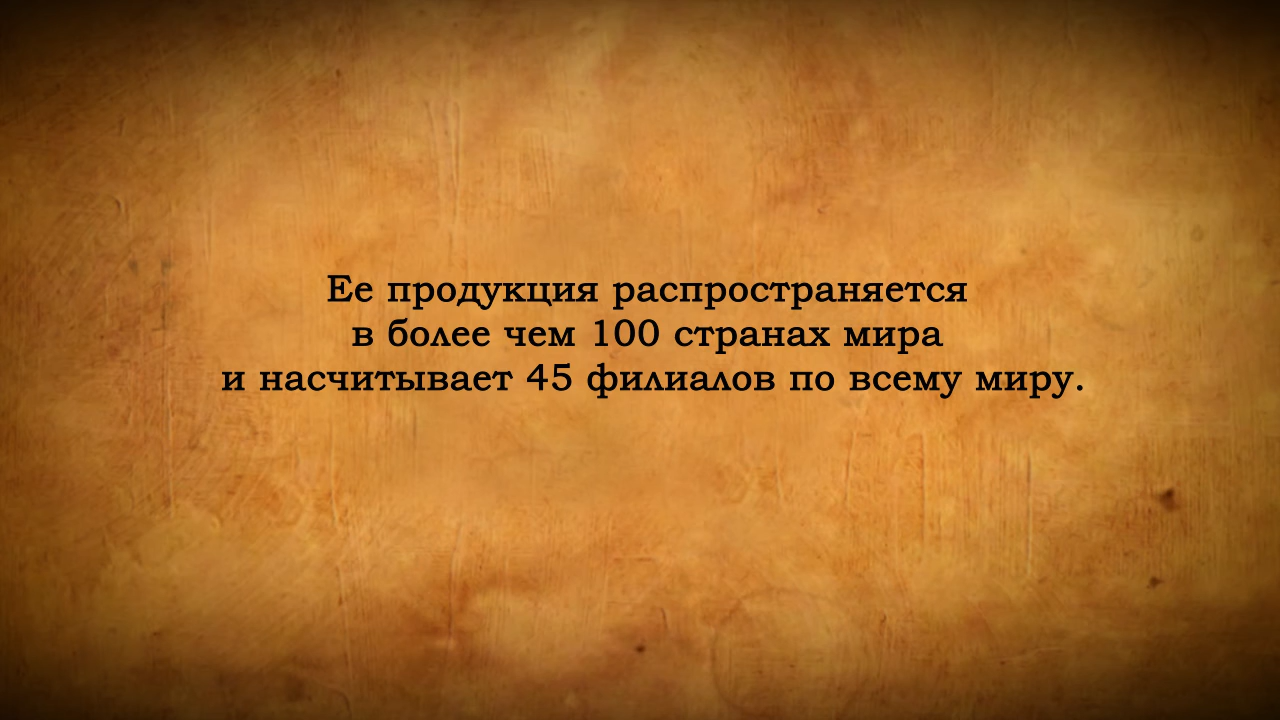 Ее продукция распространяется
в более чем 100 странах мира
и насчитывает 45 филиалов по всему миру.